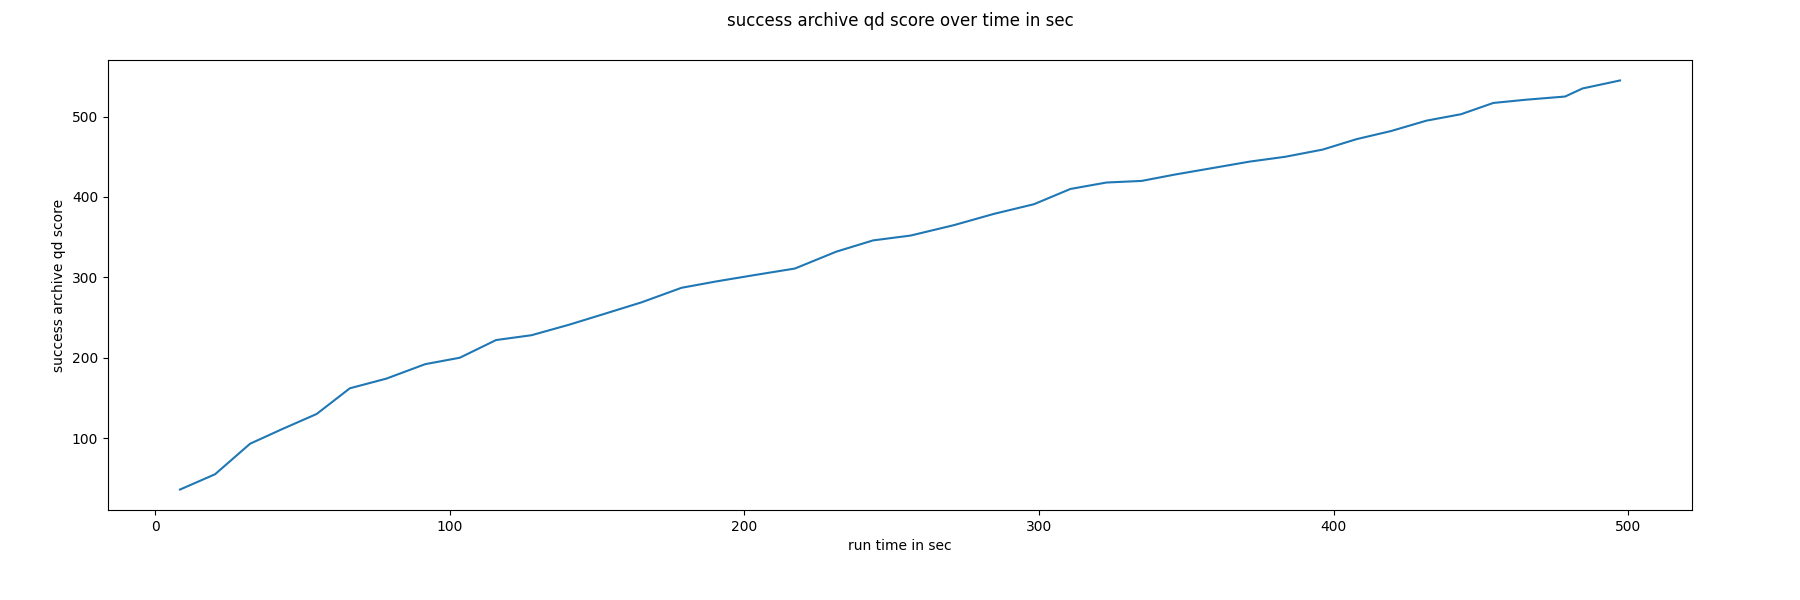 success archive qd score over time in sec
success archive qd score
500
400
300
200
100
0 100 200 300 400 500
run time in sec